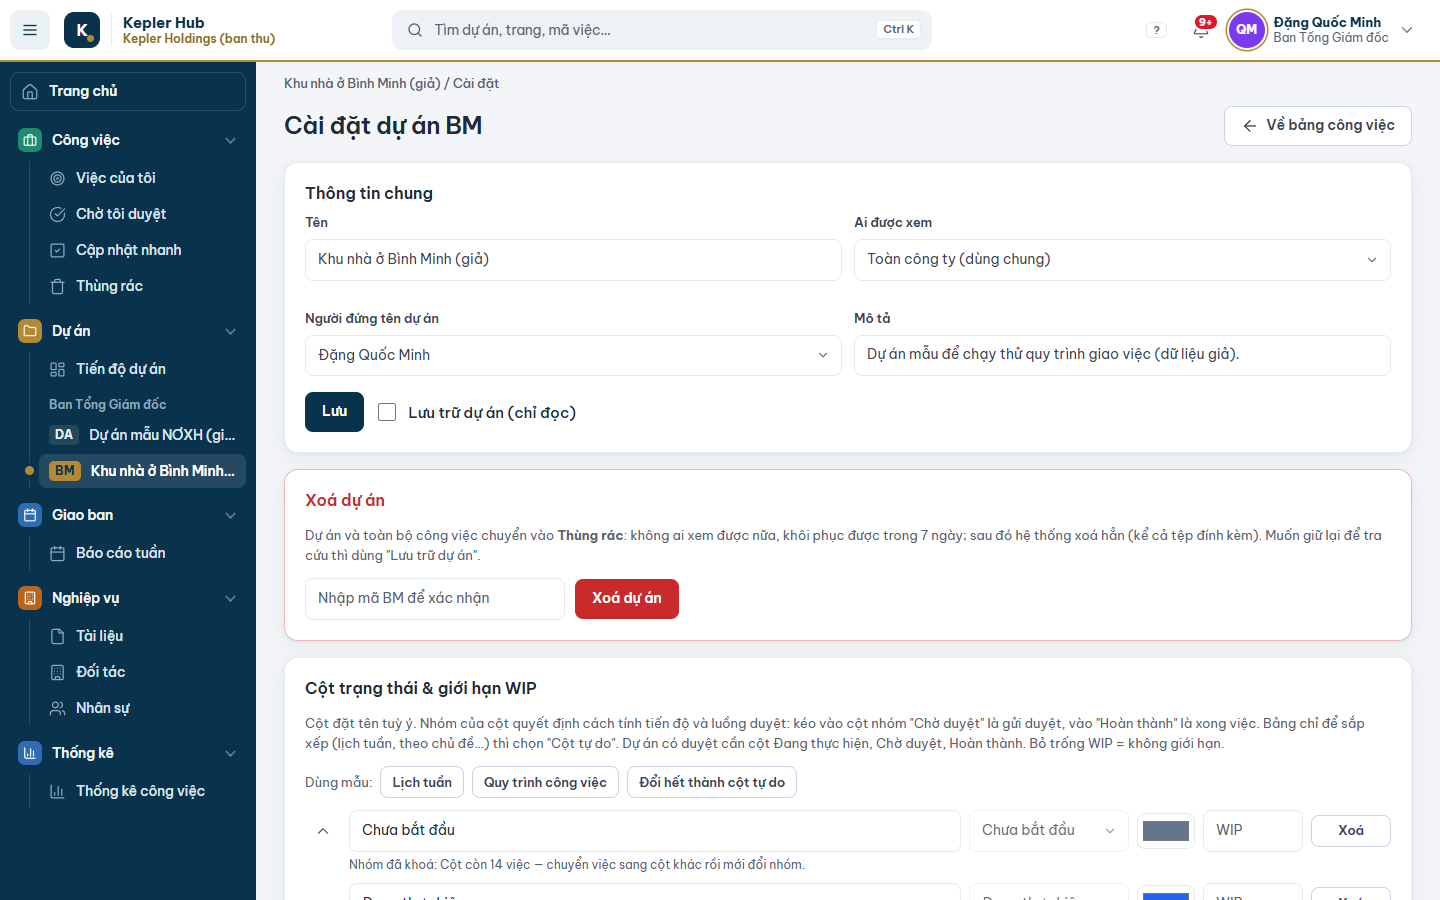 Kepler Hub
Kepler Holdings (ban thu)
Tìm dự án, trang, mã việc...
Ctrl K
?
9+
QM
Đặng Quốc Minh
Ban Tổng Giám đốc
Trang chủ
Công việc
Việc của tôi
Chờ tôi duyệt
Cập nhật nhanh
Thùng rác
Dự án
Tiến độ dự án
Ban Tổng Giám đốc
DA Dự án mẫu NƠXH (gi...
BM Khu nhà ở Bình Minh...
Giao ban
Báo cáo tuần
Nghiệp vụ
Tài liệu
Đối tác
Nhân sự
Thống kê
Thống kê công việc
Khu nhà ở Bình Minh (giả) / Cài đặt
Cài đặt dự án BM
Về bảng công việc
Thông tin chung
Tên
Ai được xem
Khu nhà ở Bình Minh (giả)
Toàn công ty (dùng chung)
Người đứng tên dự án
Mô tả
Đặng Quốc Minh
Dự án mẫu để chạy thử quy trình giao việc (dữ liệu giả).
Lưu
Lưu trữ dự án (chỉ đọc)
Xoá dự án
Dự án và toàn bộ công việc chuyển vào Thùng rác: không ai xem được nữa, khôi phục được trong 7 ngày; sau đó hệ thống xoá hẳn (kể cả tệp đính kèm). Muốn giữ lại để tra
cứu thì dùng "Lưu trữ dự án".
Nhập mã BM để xác nhận
Xoá dự án
Cột trạng thái & giới hạn WIP
Cột đặt tên tuỳ ý. Nhóm của cột quyết định cách tính tiến độ và luồng duyệt: kéo vào cột nhóm "Chờ duyệt" là gửi duyệt, vào "Hoàn thành" là xong việc. Bảng chỉ để sắp
xếp (lịch tuần, theo chủ đề...) thì chọn "Cột tự do". Dự án có duyệt cần cột Đang thực hiện, Chờ duyệt, Hoàn thành. Bỏ trống WIP = không giới hạn.
Dùng mẫu:
Lịch tuần
Quy trình công việc
Đổi hết thành cột tự do
Chưa bắt đầu
Chưa bắt đầu
WIP
Xoá
Nhóm đã khoá: Cột còn 14 việc — chuyển việc sang cột khác rồi mới đổi nhóm.